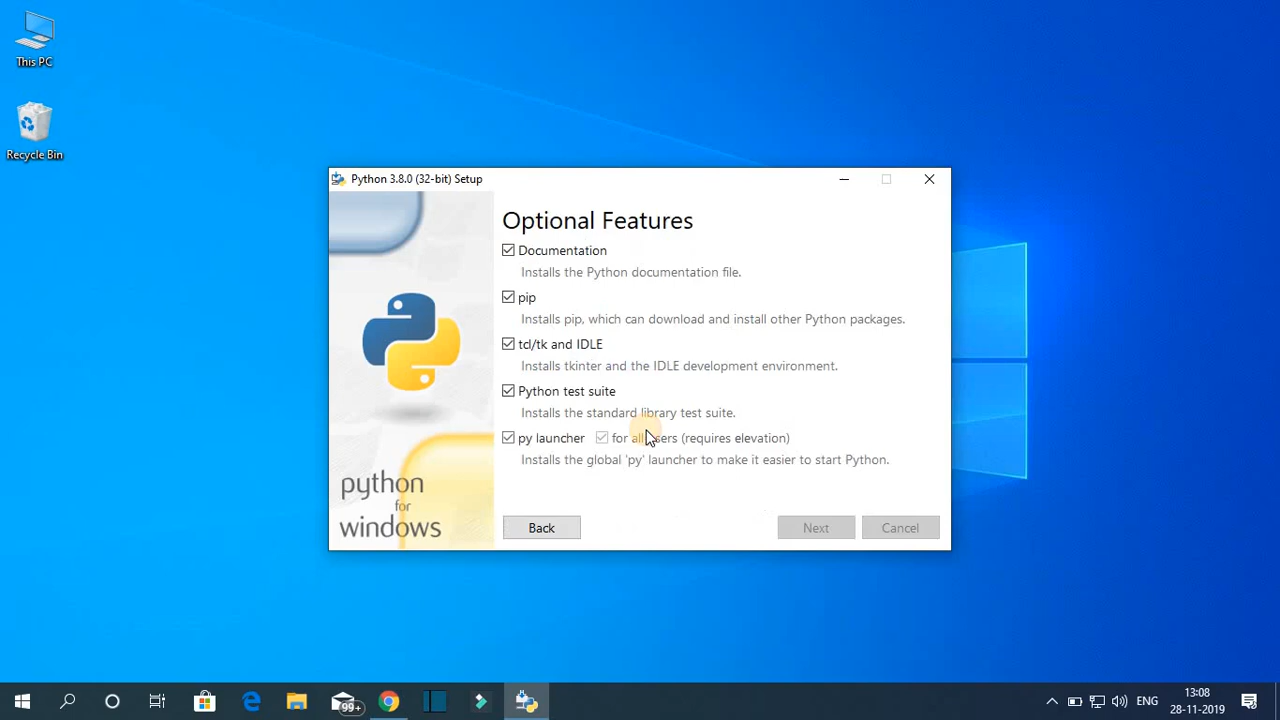 This PC
Recycle Bin
Python 3.8.0 (32-bit) Setup
Optional Features
Documentation
Installs the Python documentation file.
pip
Installs pip, which can download and install other Python packages.
tcl/tk and IDLE
Installs tkinter and the IDLE development environment.
Python test suite
Installs the standard library test suite.
py launcher for all users (requires elevation)
Installs the global 'py' launcher to make it easier to start Python.
python
for
windows
Back Next Cancel
99+
ENG
13:08
28-11-2019